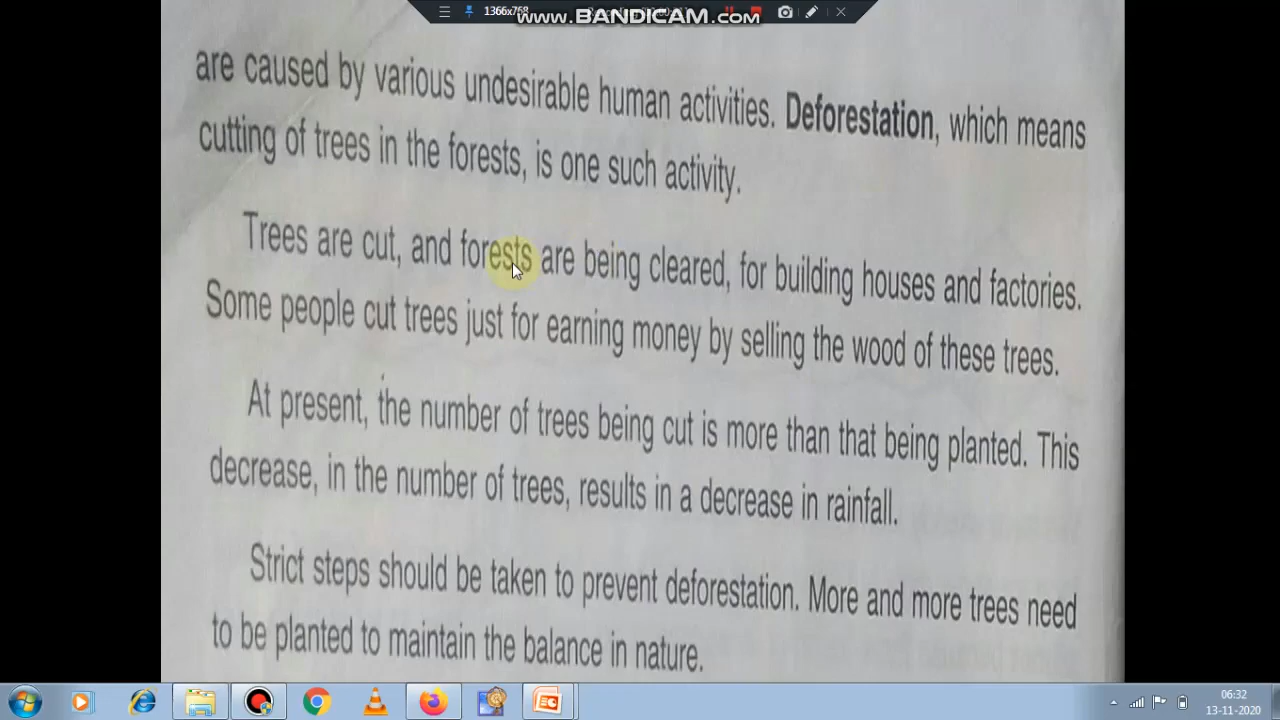 1366x768
www.BANDICAM.com
are caused by various undesirable human activities. Deforestation, which means
cutting of trees in the forests, is one such activity.
Trees are cut, and forests are being cleared, for building houses and factories.
Some people cut trees just for earning money by selling the wood of these trees.
At present, the number of trees being cut is more than that being planted. This
decrease, in the number of trees, results in a decrease in rainfall.
Strict steps should be taken to prevent deforestation. More and more trees need
to be planted to maintain the balance in nature.
06:32
13-11-2020